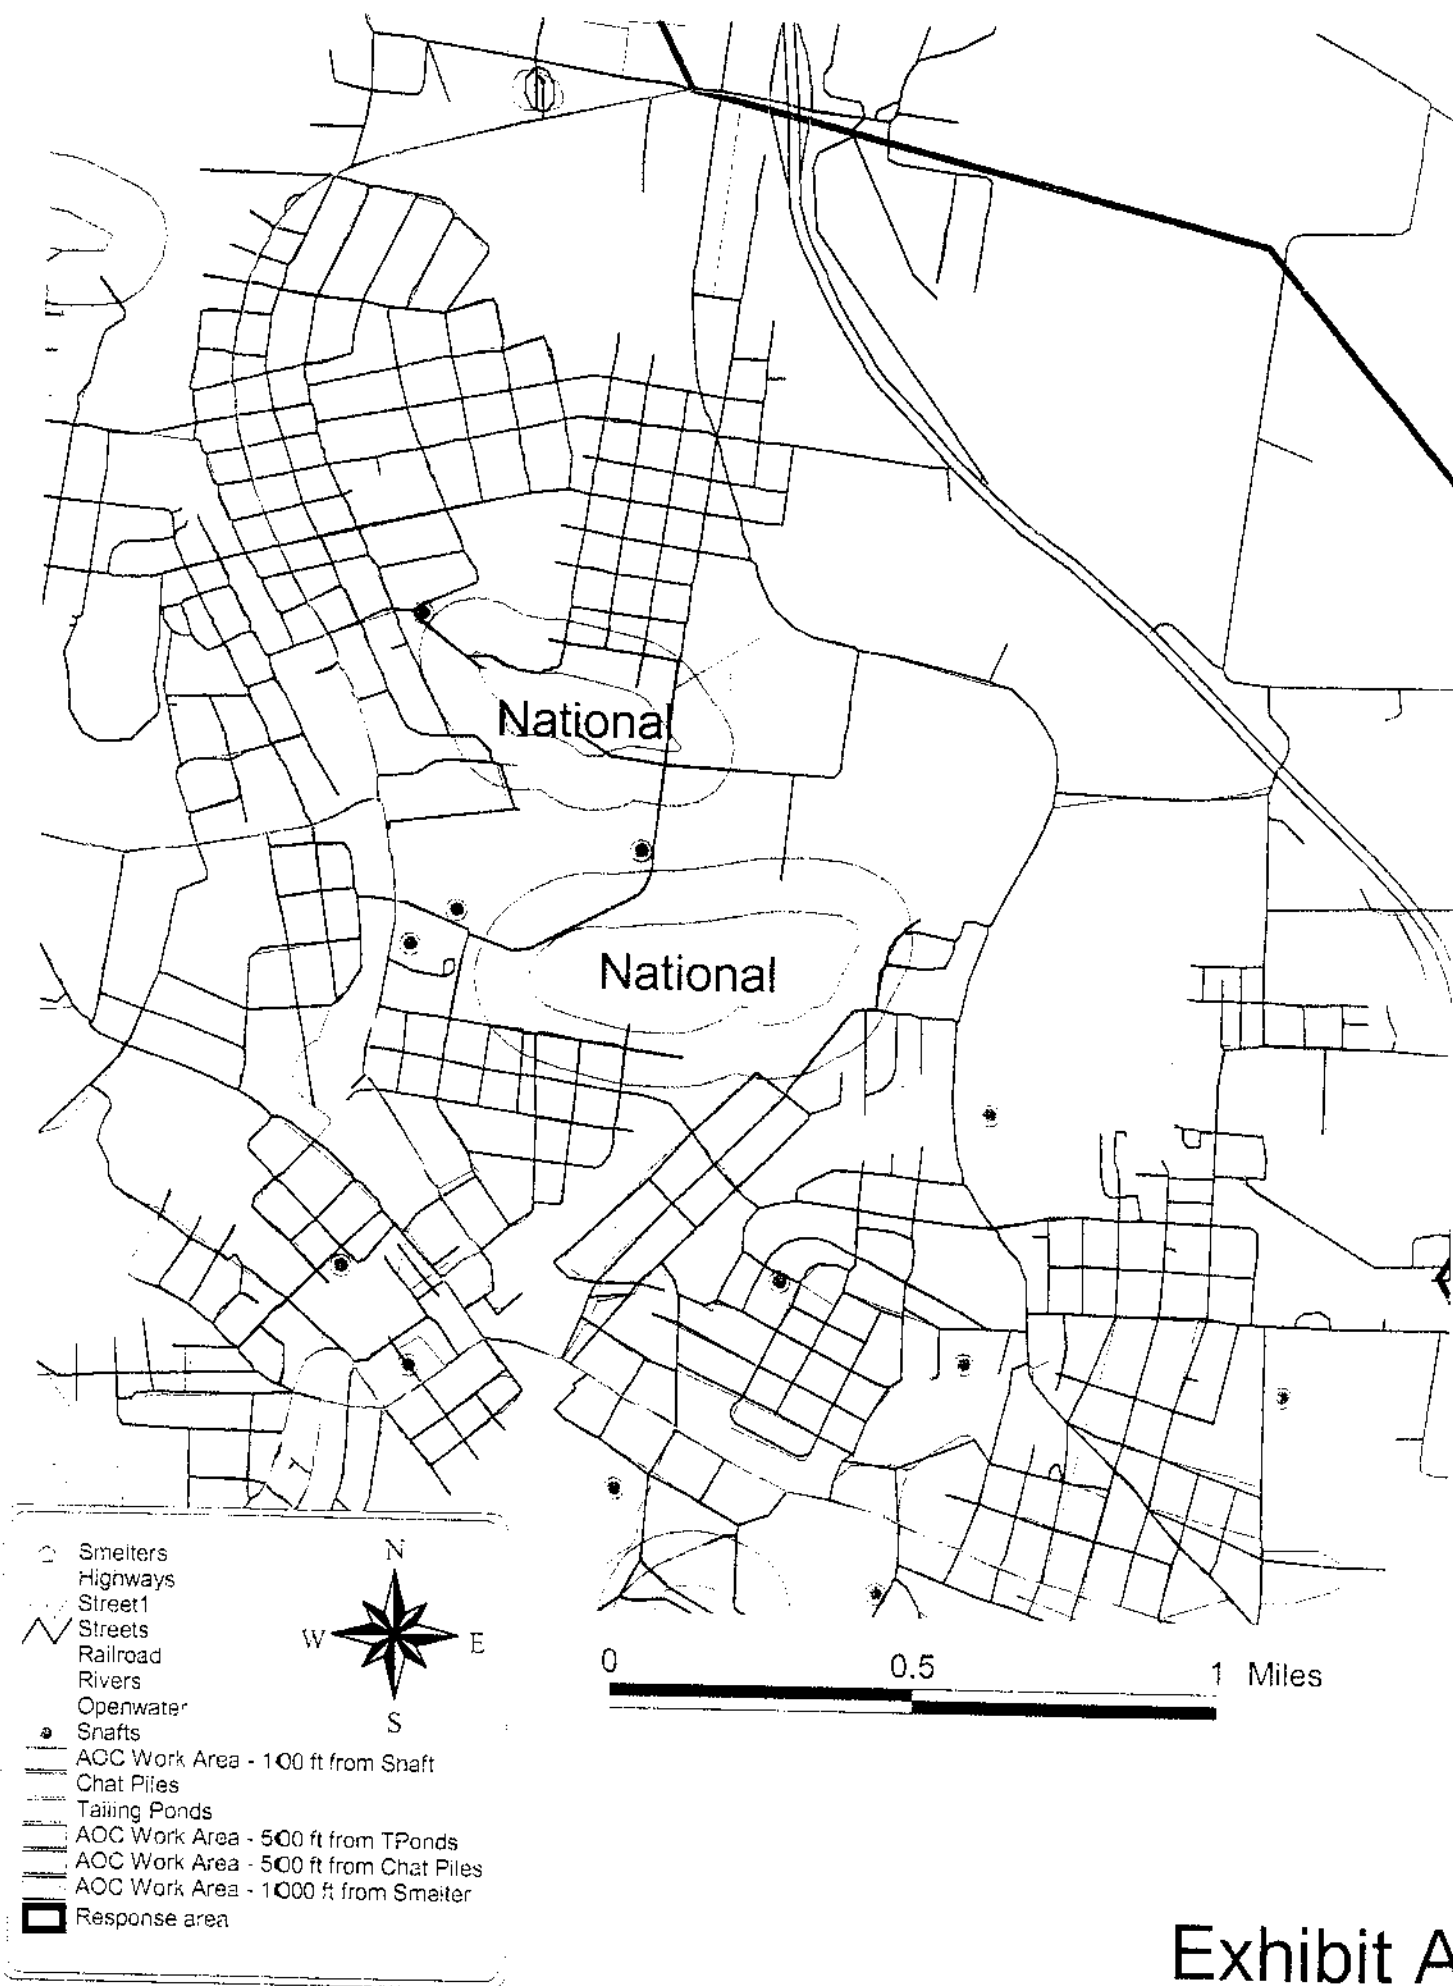 National
National
Smelters
Highways
Street1
Streets
Railroad
Rivers
Openwater
Shafts
AOC Work Area - 100 ft from Shaft
Chat Piles
Tailing Ponds
AOC Work Area - 500 ft from TPonds
AOC Work Area - 500 ft from Chat Piles
AOC Work Area - 1000 ft from Smelter
Response area
N
W E
S
0 0.5 1 Miles
Exhibit A